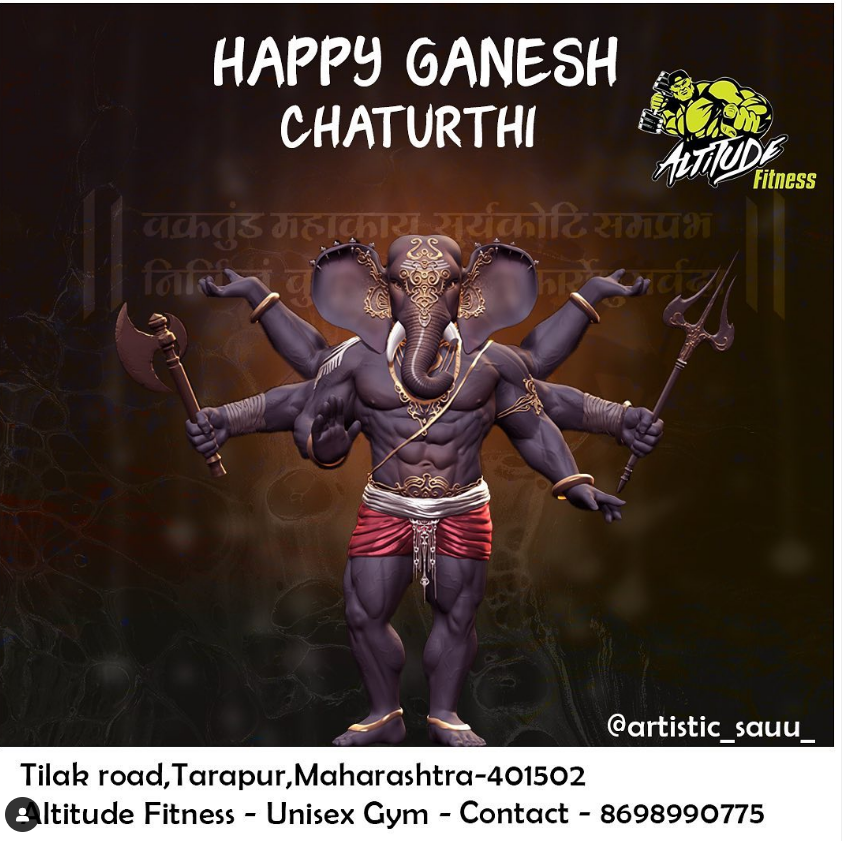 HAPPY GANESH
CHATURTHI
ALTITUDE
Fitness
|| वक्रतुंड महाकाय सुर्यकोटि समप्रभ ||
@artistic_sauu_
Tilak road,Tarapur,Maharashtra-401502
Altitude Fitness - Unisex Gym - Contact - 8698990775